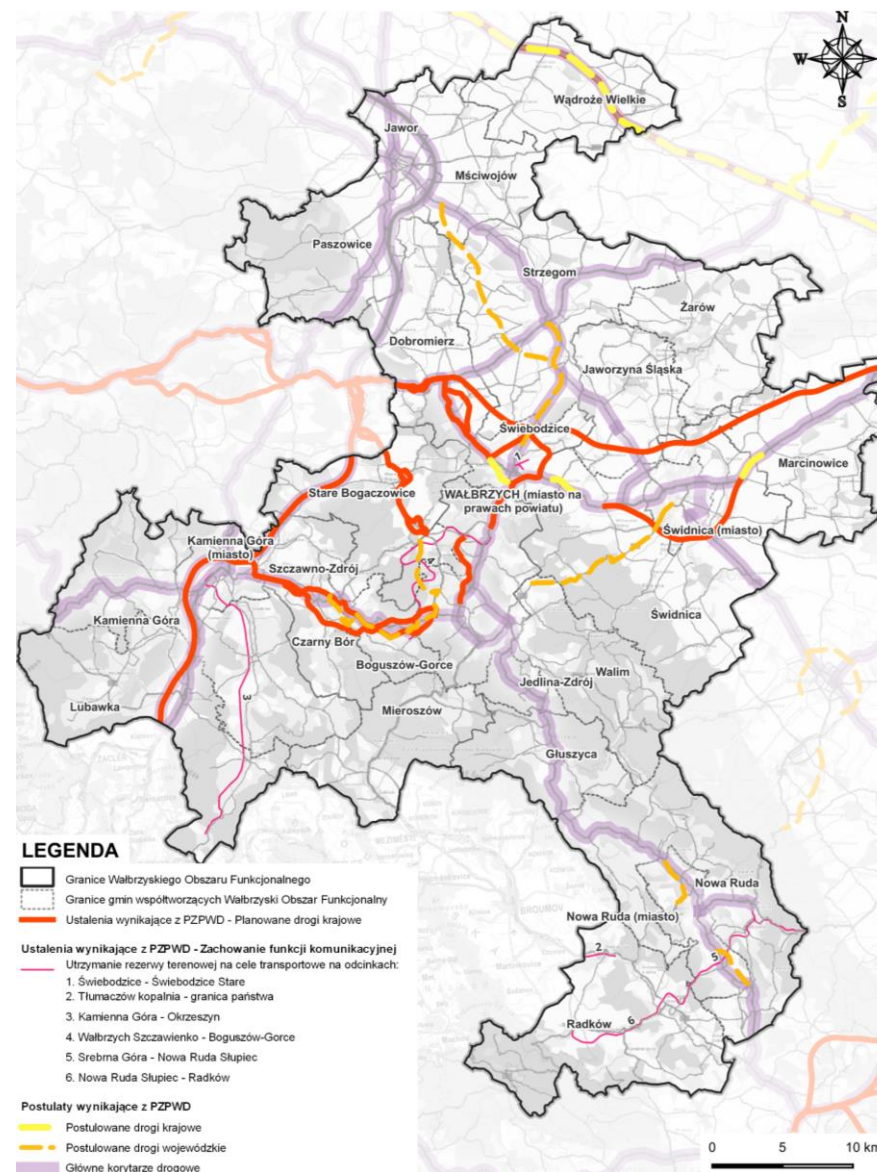 N
W
S
Wądroże Wielkie
Jawor
Mściwojów
Paszowice
Strzegom
Żarów
Dobromierz
Jaworzyna Śląska
Świebodzice
1
Marcinowice
Stare Bogaczowice
WAŁBRZYCH (miasto na
prawach powiatu)
Świdnica (miasto)
Kamienna Góra
(miasto)
Szczawno-Zdrój
4
Kamienna Góra
Czarny Bór
Świdnica
Boguszów-Gorce
Walim
3
Jedlina-Zdrój
Lubawka
Mieroszów
Głuszyca
Nowa Ruda
Nowa Ruda (miasto)
2
5
Radków
6
BROUMOV
LEGENDA
Granice Wałbrzyskiego Obszaru Funkcjonalnego
Granice gmin współtworzących Wałbrzyski Obszar Funkcjonalny
Ustalenia wynikające z PZPWD - Planowane drogi krajowe
Ustalenia wynikające z PZPWD - Zachowanie funkcji komunikacyjnej
Utrzymanie rezerwy terenowej na cele transportowe na odcinkach:
1. Świebodzice - Świebodzice Stare
2. Tłumaczów kopalnia - granica państwa
3. Kamienna Góra - Okrzeszyn
4. Wałbrzych Szczawienko - Boguszów-Gorce
5. Srebrna Góra - Nowa Ruda Słupiec
6. Nowa Ruda Słupiec - Radków
Postulaty wynikające z PZPWD
Postulowane drogi krajowe
Postulowane drogi wojewódzkie
Główne korytarze drogowe
0 5 10 km